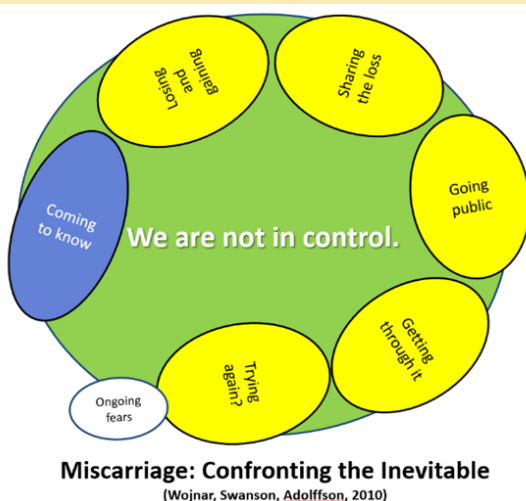 Losing
and
gaining
Sharing
the loss
Coming
to know
Going
public
We are not in control.
Getting
through it
Trying
again?
Ongoing
fears
Miscarriage: Confronting the Inevitable
(Wojnar, Swanson, Adolffson, 2010)